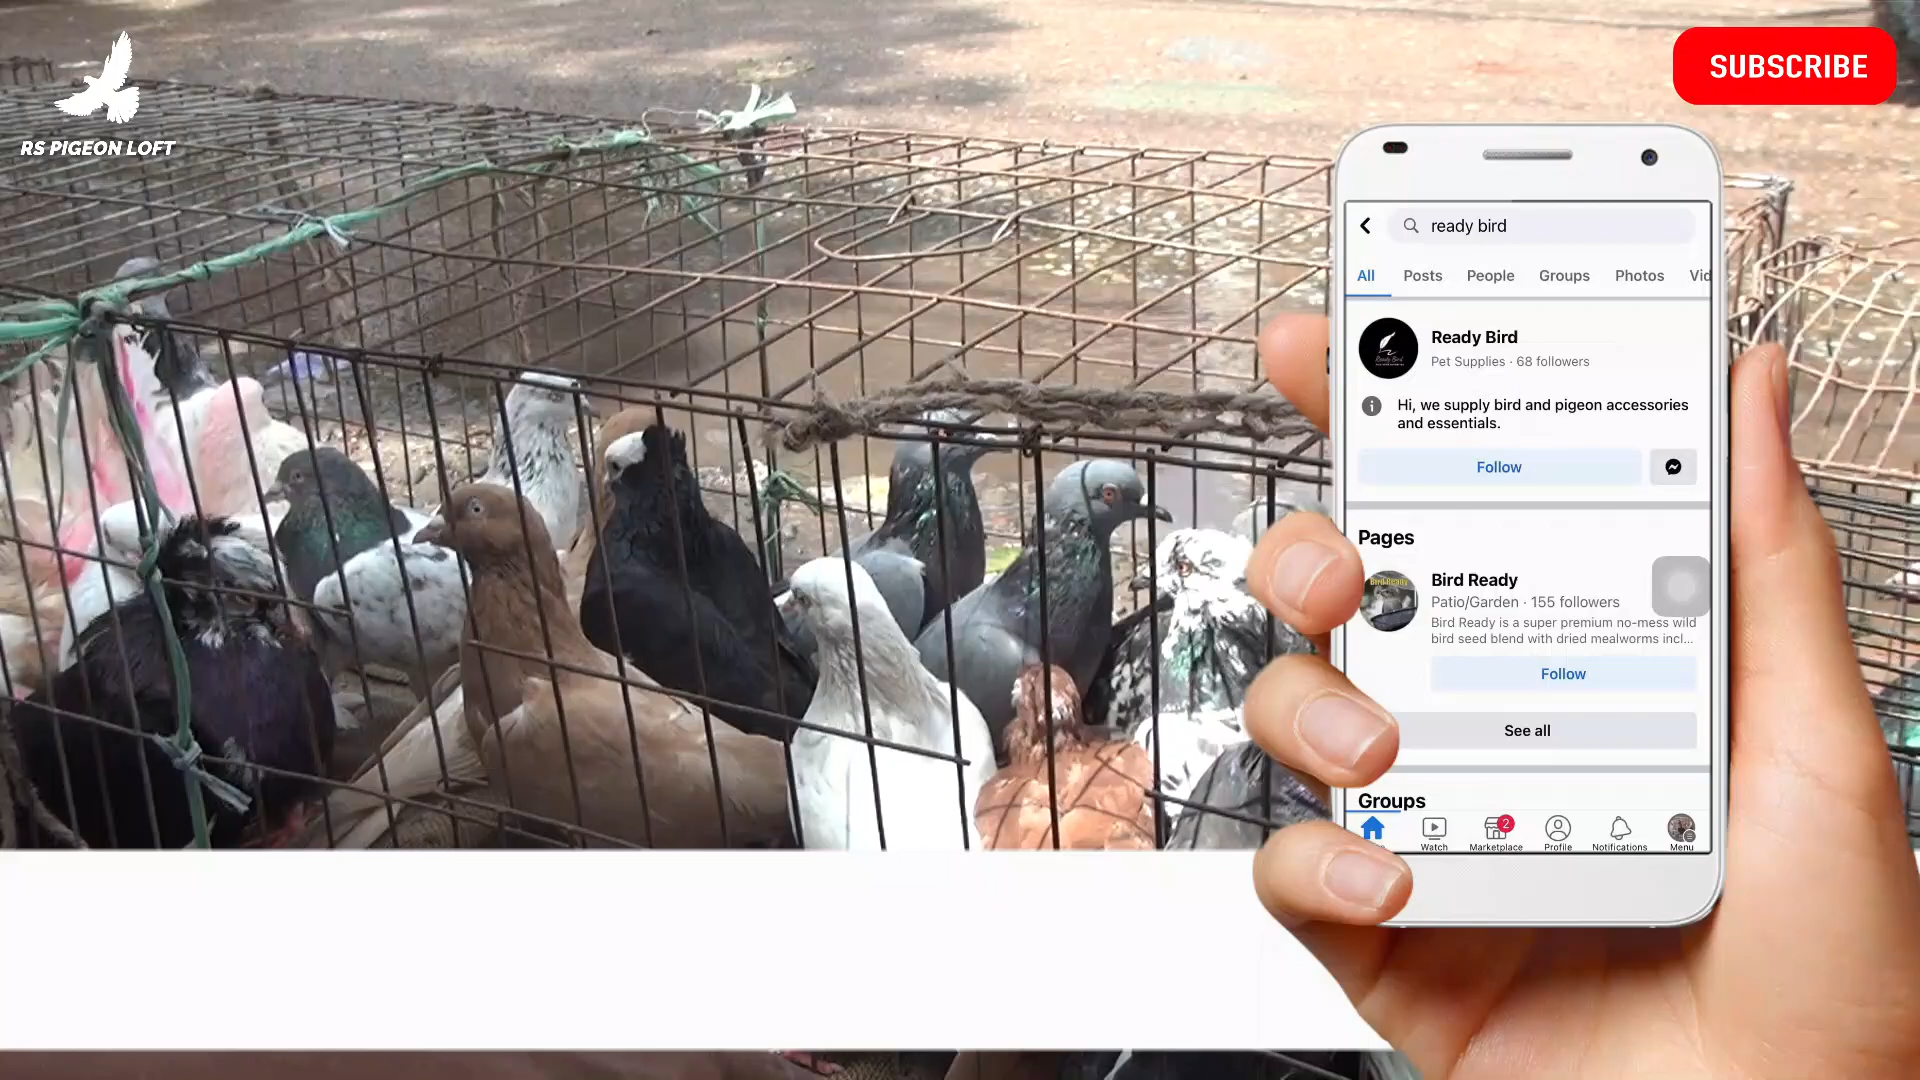 RS PIGEON LOFT
SUBSCRIBE
ready bird
All Posts People Groups Photos Vid
Ready Bird
Pet Supplies · 68 followers
Hi, we supply bird and pigeon accessories
and essentials.
Follow
Pages
Bird Ready
Patio/Garden · 155 followers
Bird Ready is a super premium no-mess wild
bird seed blend with dried mealworms incl...
Follow
See all
Groups
2
Watch Marketplace Profile Notifications Menu